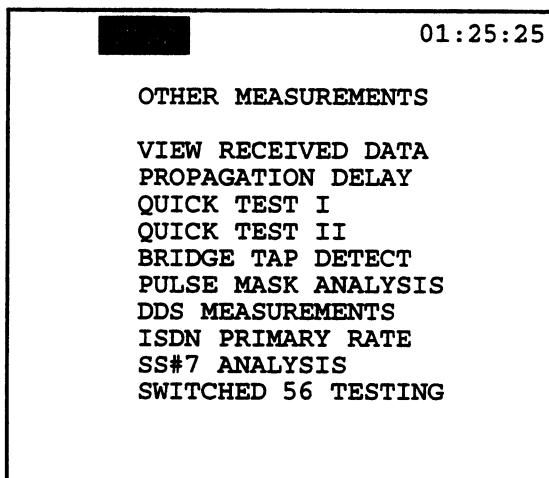 01:25:25
OTHER MEASUREMENTS
VIEW RECEIVED DATA
PROPAGATION DELAY
QUICK TEST I
QUICK TEST II
BRIDGE TAP DETECT
PULSE MASK ANALYSIS
DDS MEASUREMENTS
ISDN PRIMARY RATE
SS#7 ANALYSIS
SWITCHED 56 TESTING